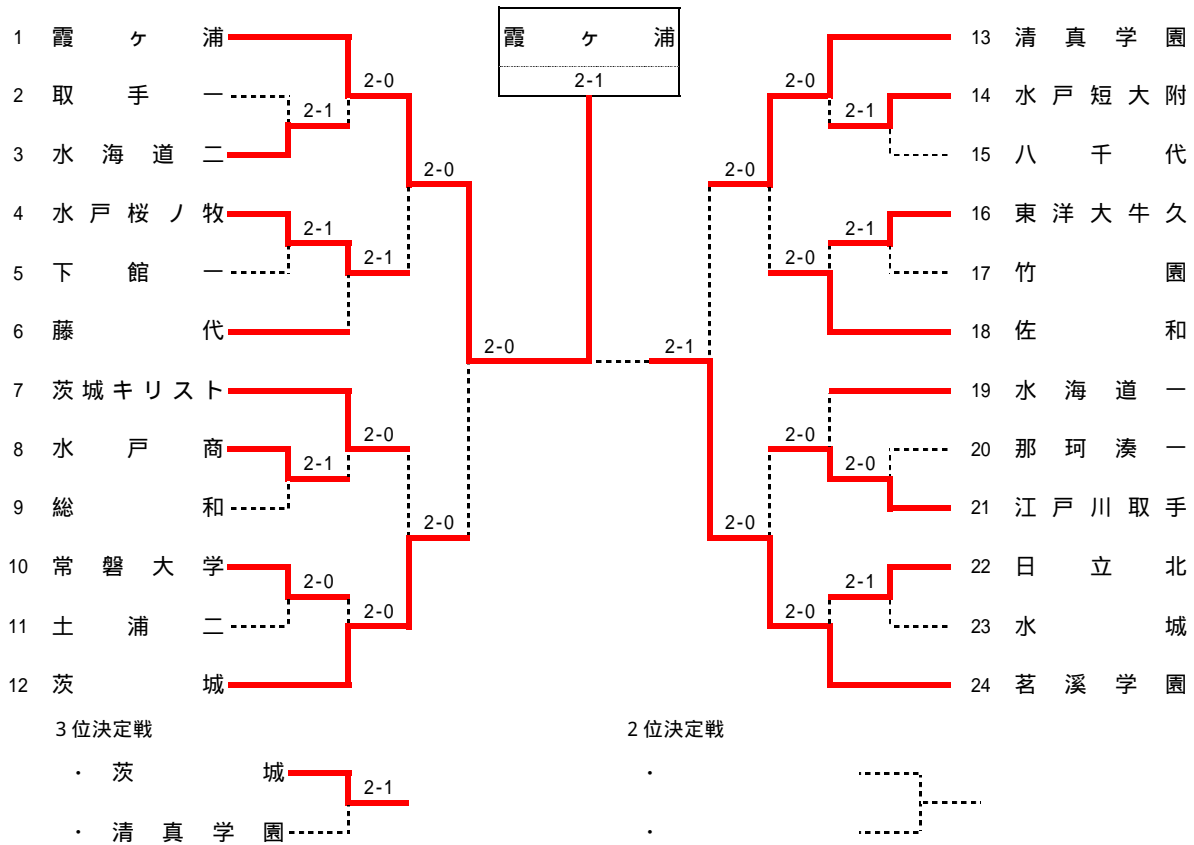 霞ヶ浦
2-1
1 霞ヶ浦
2-0
2 取手一
2-1
3 水海道二
2-0
4 水戸桜ノ牧
2-1
5 下館一
2-1
6 藤代
2-0
7 茨城キリスト
2-0
8 水戸商
2-1
9 総和
2-0
10 常磐大学
2-0
11 土浦二
2-0
12 茨城
13 清真学園
2-0
14 水戸短大附
2-1
15 八千代
2-0
16 東洋大牛久
2-1
17 竹園
2-0
18 佐和
2-1
19 水海道一
2-0
20 那珂湊一
2-0
21 江戸川取手
2-0
22 日立北
2-1
23 水城
2-0
24 茗溪学園
3位決定戦
・ 茨城
2-1
・ 清真学園
2位決定戦
・
・